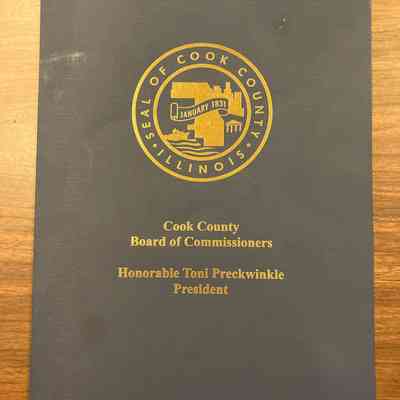 SEAL OF COOK COUNTY
JANUARY 1831
• ILLINOIS •
Cook County
Board of Commissioners
Honorable Toni Preckwinkle
President